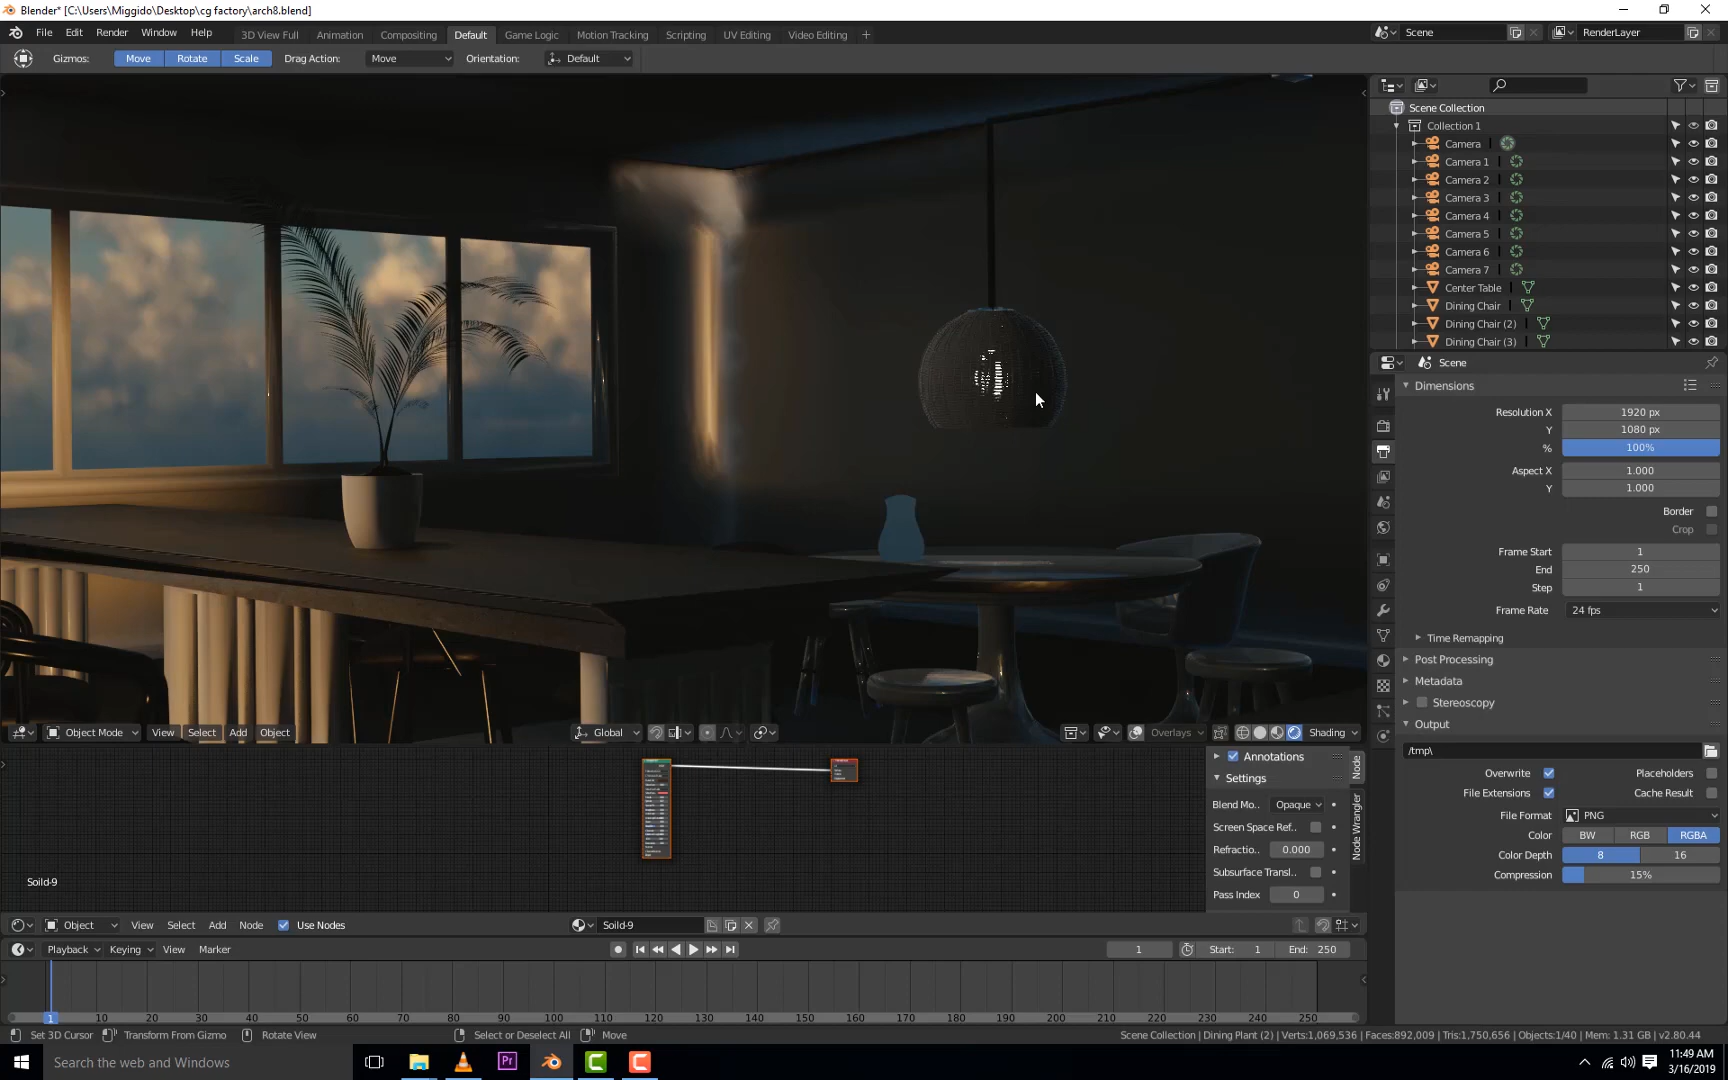 Blender* [C:\Users\Miggido\Desktop\cg factory\arch8.blend]
File Edit Render Window Help 3D View Full Animation Compositing Default Game Logic Motion Tracking Scripting UV Editing Video Editing + Scene RenderLayer
Gizmos: Move Rotate Scale Drag Action: Move Orientation: Default
Scene Collection
Collection 1
Camera
Camera 1
Camera 2
Camera 3
Camera 4
Camera 5
Camera 6
Camera 7
Center Table
Dining Chair
Dining Chair (2)
Dining Chair (3)
Scene
Dimensions
Resolution X 1920 px
Y 1080 px
% 100%
Aspect X 1.000
Y 1.000
Border
Crop
Frame Start 1
End 250
Step 1
Frame Rate 24 fps
Time Remapping
Post Processing
Metadata
Stereoscopy
Output
/tmp\
Overwrite Placeholders
File Extensions Cache Result
File Format PNG
Color BW RGB RGBA
Color Depth 8 16
Compression 15%
Object Mode View Select Add Object Global Overlays Shading
Annotations
Settings
Blend Mo.. Opaque
Screen Space Ref..
Refractio.. 0.000
Subsurface Transl..
Pass Index 0
Node
Node Wrangler
Soild-9
Object View Select Add Node Use Nodes Soild-9
Playback Keying View Marker 1 Start: 1 End: 250
1 10 20 30 40 50 60 70 80 90 100 110 120 130 140 150 160 170 180 190 200 210 220 230 240 250
Set 3D Cursor Transform From Gizmo Rotate View Select or Deselect All Move Scene Collection | Dining Plant (2) | Verts:1,069,536 | Faces:892,009 | Tris:1,750,656 | Objects:1/40 | Mem: 1.31 GB | v2.80.44
Search the web and Windows Pr 11:49 AM
3/16/2019